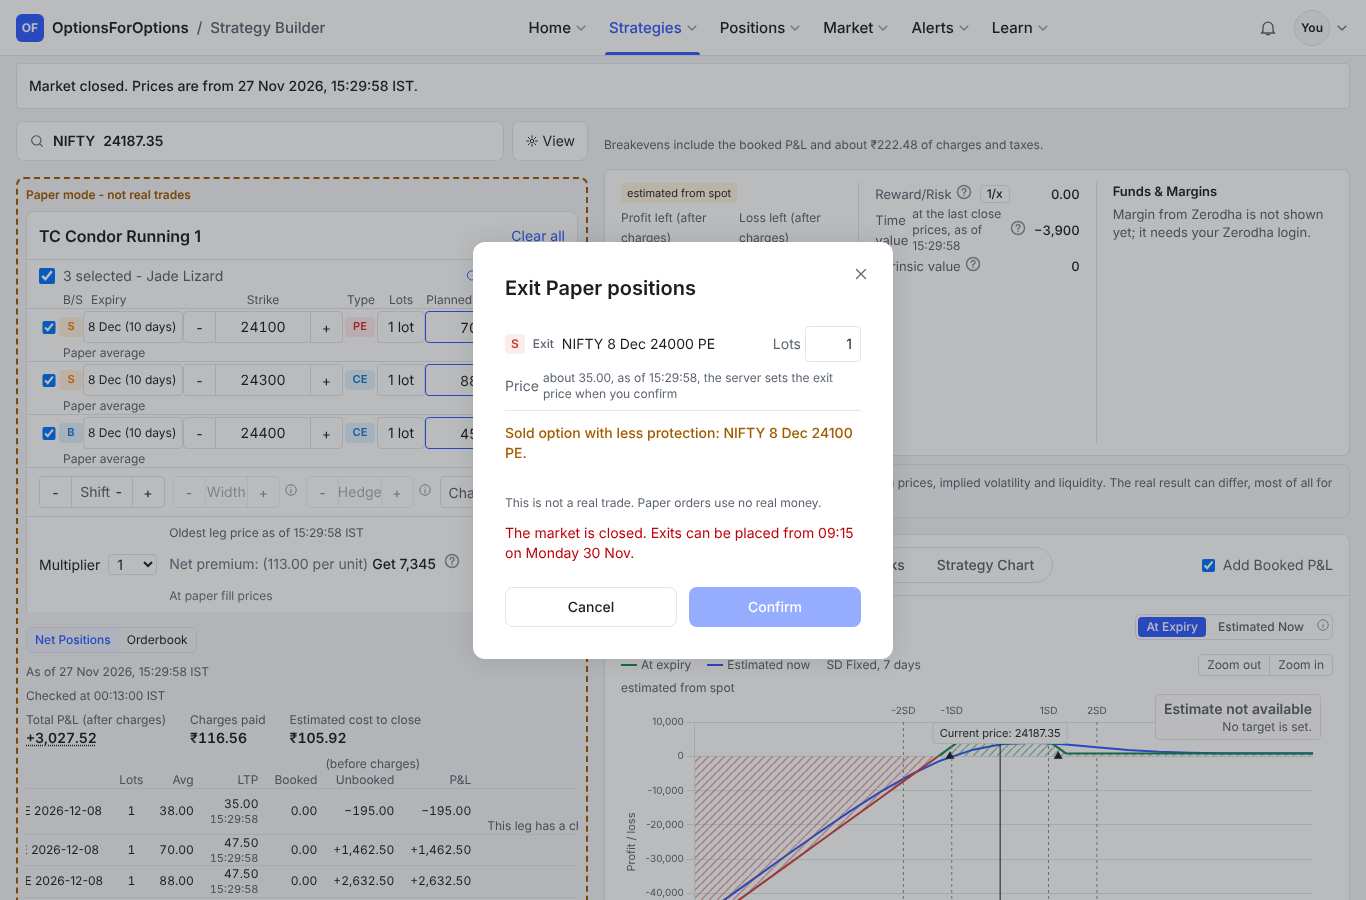 OF OptionsForOptions / Strategy Builder Home Strategies Positions Market Alerts Learn You
Market closed. Prices are from 27 Nov 2026, 15:29:58 IST.
NIFTY 24187.35 View
Breakevens include the booked P&L and about ₹222.48 of charges and taxes.
Paper mode - not real trades
TC Condor Running 1 Clear all
3 selected - Jade Lizard
B/S Expiry Strike Type Lots Planned
S 8 Dec (10 days) - 24100 + PE 1 lot
Paper average
S 8 Dec (10 days) - 24300 + CE 1 lot
Paper average
B 8 Dec (10 days) - 24400 + CE 1 lot
Paper average
- Shift - + - Width + - Hedge +
Oldest leg price as of 15:29:58 IST
Multiplier 1 Net premium: (113.00 per unit) Get 7,345
At paper fill prices
Net Positions Orderbook
As of 27 Nov 2026, 15:29:58 IST
Checked at 00:13:00 IST
Total P&L (after charges) Charges paid Estimated cost to close
+3,027.52 ₹116.56 ₹105.92
(before charges)
Lots Avg LTP Booked Unbooked P&L
E 2026-12-08 1 38.00 35.00 0.00 −195.00 −195.00
15:29:58
This leg has a cl
2026-12-08 1 70.00 47.50 0.00 +1,462.50 +1,462.50
15:29:58
E 2026-12-08 1 88.00 47.50 0.00 +2,632.50 +2,632.50
15:29:58
estimated from spot
Profit left (after charges)
Loss left (after charges)
Reward/Risk 1/x 0.00
Time value at the last close prices, as of 15:29:58 −3,900
rinsic value 0
Funds & Margins
Margin from Zerodha is not shown
yet; it needs your Zerodha login.
prices, implied volatility and liquidity. The real result can differ, most of all for
Strategy Chart Add Booked P&L
At Expiry Estimated Now
At expiry Estimated now SD Fixed, 7 days Zoom out Zoom in
estimated from spot
Estimate not available
No target is set.
-2SD -1SD 1SD 2SD
Current price: 24187.35
10,000
0
-10,000
-20,000
-30,000
-40,000
Profit / loss
Exit Paper positions
S Exit NIFTY 8 Dec 24000 PE Lots 1
Price about 35.00, as of 15:29:58, the server sets the exit
price when you confirm
Sold option with less protection: NIFTY 8 Dec 24100
PE.
This is not a real trade. Paper orders use no real money.
The market is closed. Exits can be placed from 09:15
on Monday 30 Nov.
Cancel Confirm